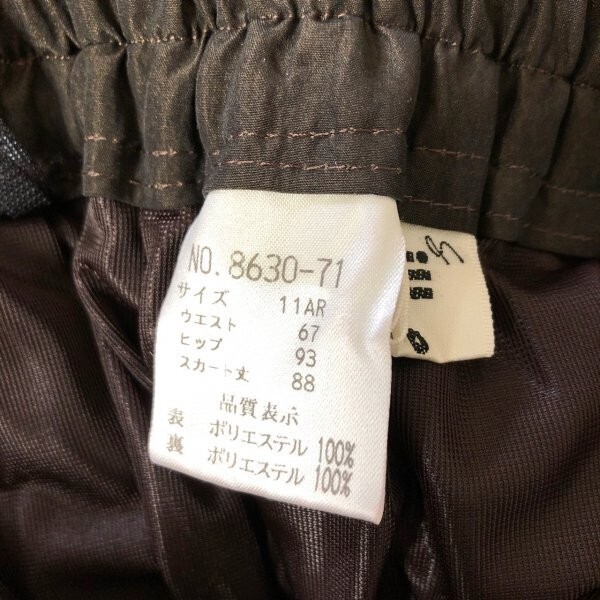 NO. 8630-71
サイズ 11AR
ウエスト 67
ヒップ 93
スカート丈 88
品質表示
表 ポリエステル 100%
裏 ポリエステル 100%